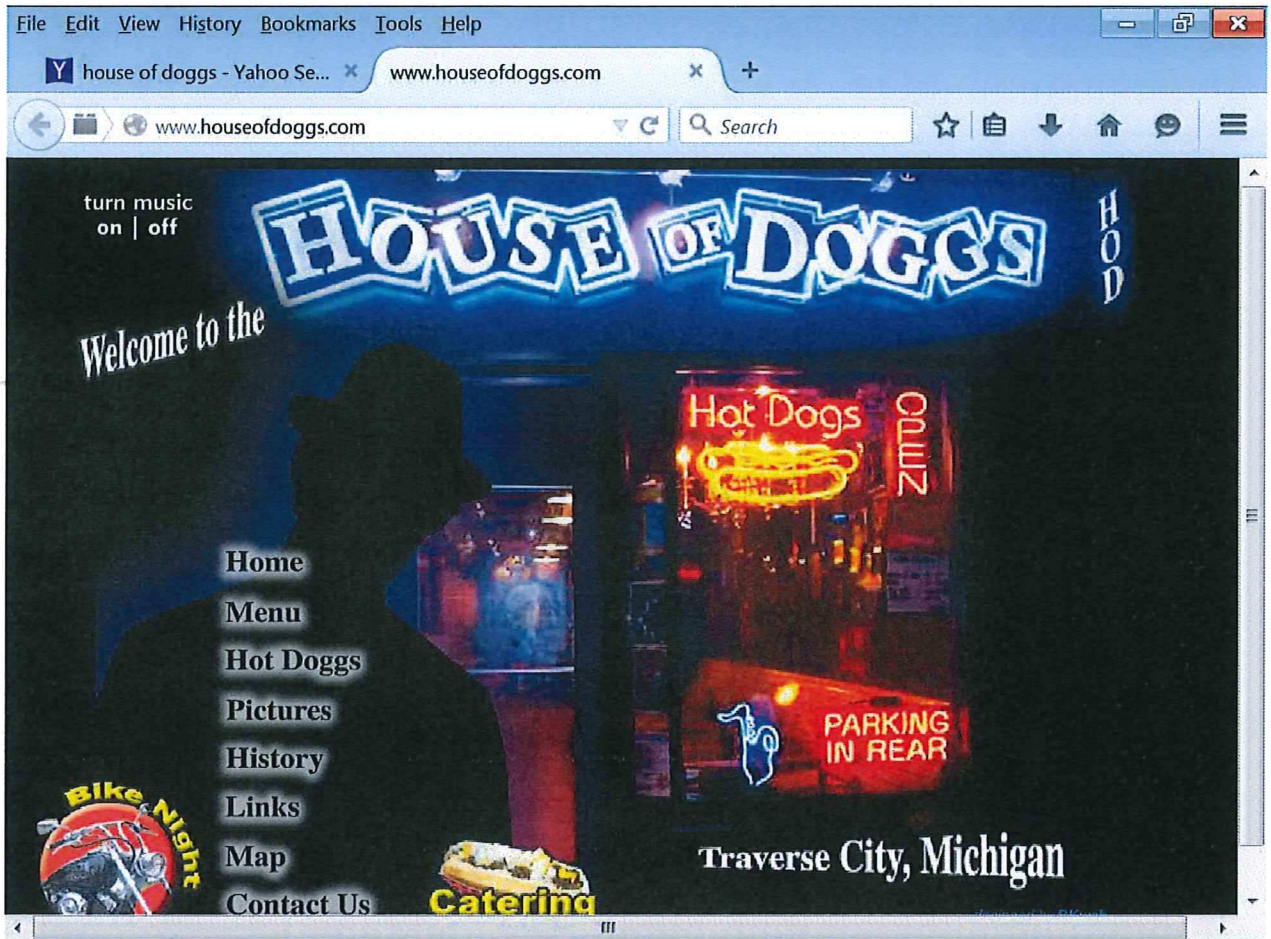 File Edit View History Bookmarks Tools Help
house of doggs - Yahoo Se...
www.houseofdoggs.com
www.houseofdoggs.com
Search
turn music
on | off
HOUSE OF DOGGS
HOD
Welcome to the
Hot Dogs
OPEN
Home
Menu
Hot Doggs
Pictures
History
Links
Map
Contact Us
PARKING
IN REAR
Bike Night
Catering
Traverse City, Michigan